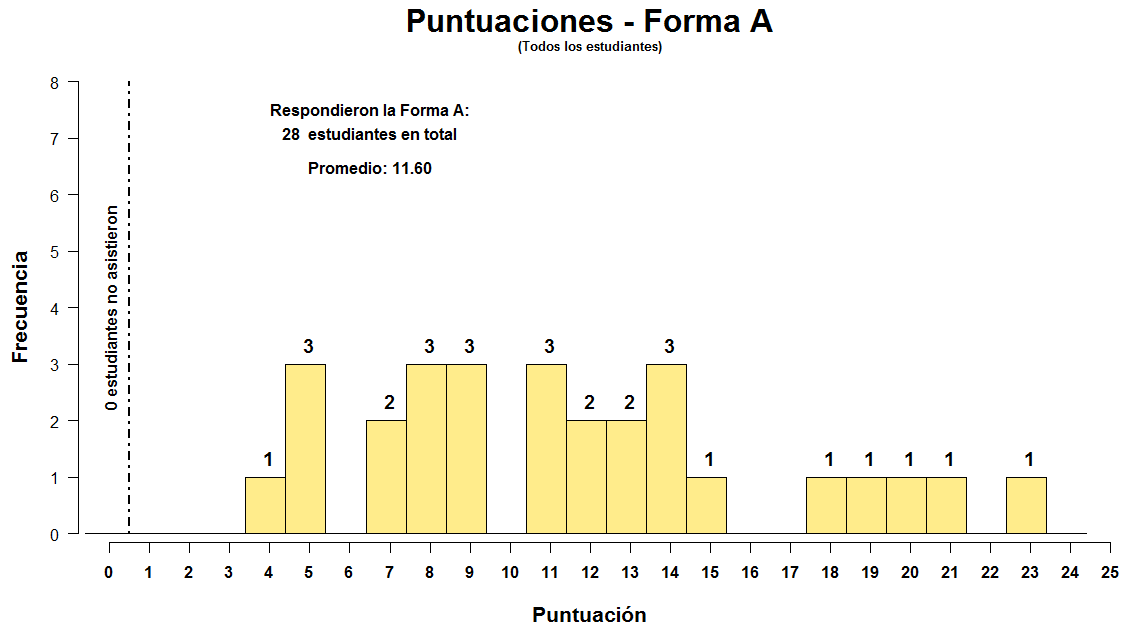 Puntuaciones - Forma A
(Todos los estudiantes)
Respondieron la Forma A:
28 estudiantes en total
Promedio: 11.60
Frecuencia
8
7
6
5
4
3
2
1
0
0 estudiantes no asistieron
1 3 2 3 3 3 2 2 3 1 1 1 1 1 1
0 1 2 3 4 5 6 7 8 9 10 11 12 13 14 15 16 17 18 19 20 21 22 23 24 25
Puntuación